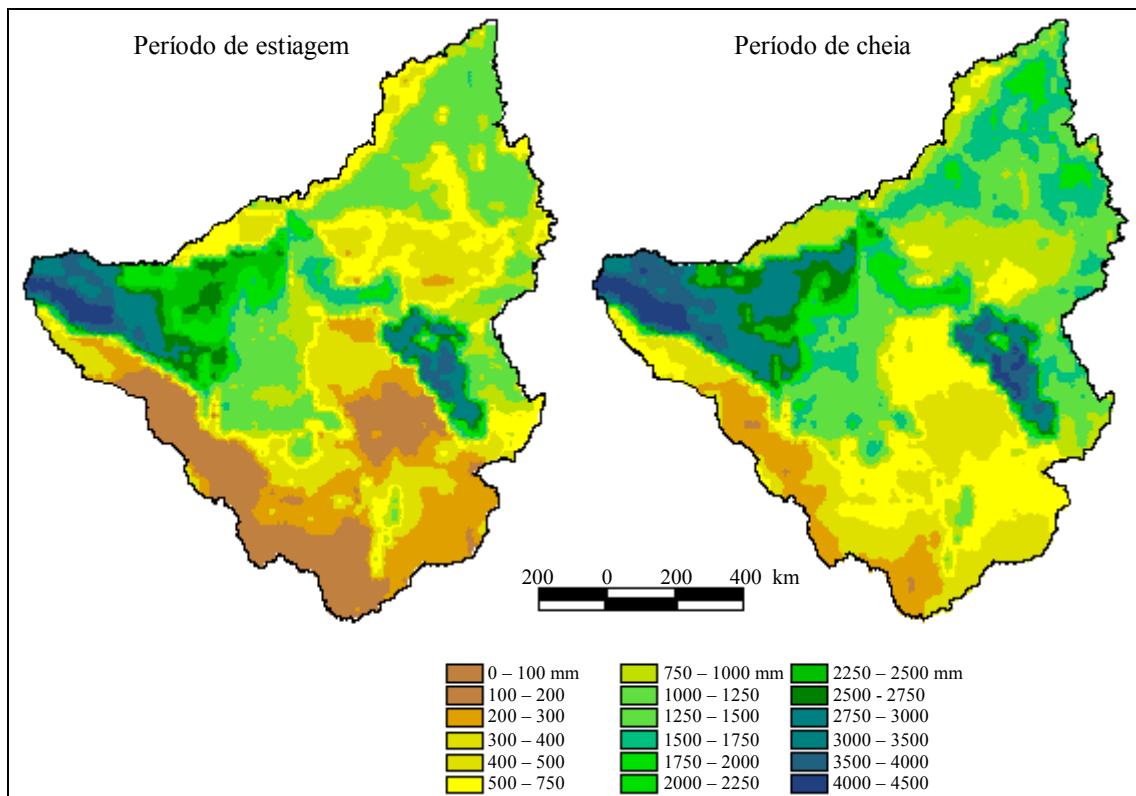 Período de estiagem
Período de cheia
200 0 200 400 km
0 – 100 mm
100 – 200
200 – 300
300 – 400
400 – 500
500 – 750
750 – 1000 mm
1000 – 1250
1250 – 1500
1500 – 1750
1750 – 2000
2000 – 2250
2250 – 2500 mm
2500 - 2750
2750 – 3000
3000 – 3500
3500 – 4000
4000 – 4500